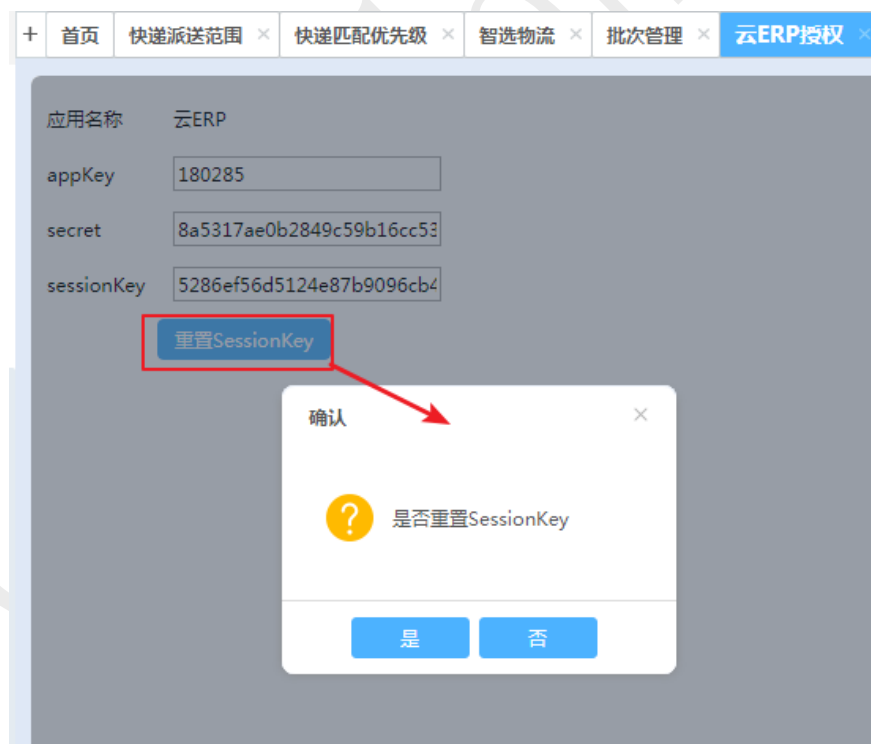 + 首页 快递派送范围 × 快递匹配优先级 × 智选物流 × 批次管理 × 云ERP授权 ×
应用名称 云ERP
appKey 180285
secret 8a5317ae0b2849c59b16cc53
sessionKey 5286ef56d5124e87b9096cb4
重置SessionKey
确认 ×
? 是否重置SessionKey
是 否